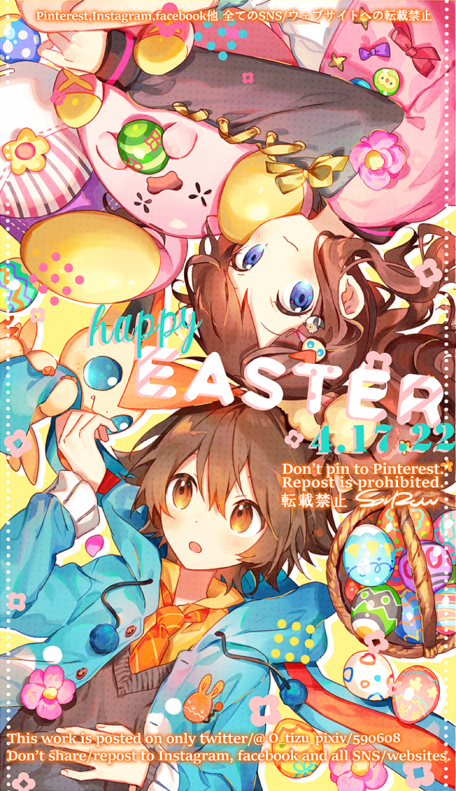 Pinterest,Instagram,facebook他 全てのSNS/ウェブサイトへの転載禁止
happy
EASTER
4.17.22
Don't pin to Pinterest.
Repost is prohibited.
転載禁止
This work is posted on only twitter/@_O_tizu pixiv/590608
Don't share/repost to Instagram, facebook and all SNS/websites.